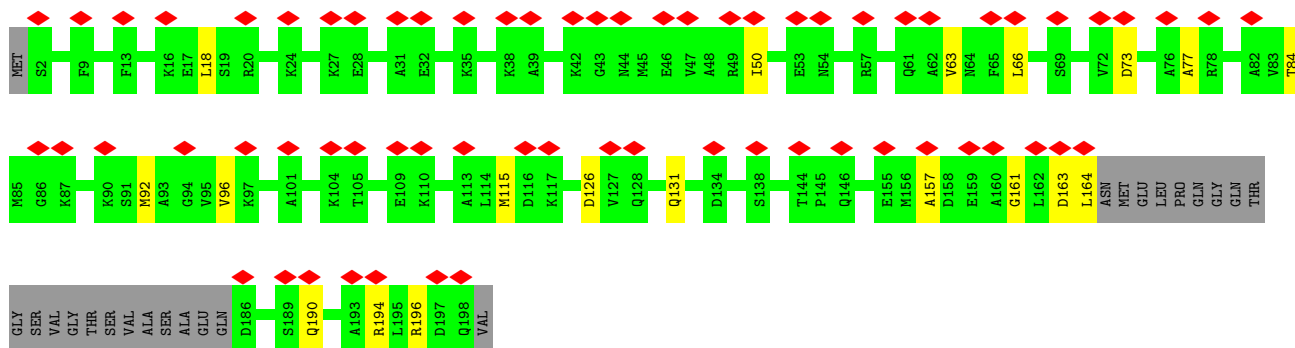 MET S2 F9 F13 K16 E17 L18 S19 R20 K24 K27 E28 A31 E32 K35 K38 A39 K42 G43 N44 M45 E46 V47 A48 R49 I50 E53 N54 R57 Q61 A62 V63 N64 F65 L66 S69 V72 D73 A76 A77 R78 A82 V83 T84
M85 G86 K87 K90 S91 M92 A93 G94 V95 V96 K97 A101 K104 T105 E109 K110 A113 L114 M115 D116 K117 D126 V127 Q128 Q131 D134 S138 T144 P145 Q146 E155 M156 A157 D158 E159 A160 G161 L162 D163 L164 ASN MET GLU LEU PRO GLN GLY GLN THR
GLY SER VAL GLY THR SER VAL ALA SER ALA GLU GLN D186 S189 Q190 A193 R194 L195 R196 D197 Q198 VAL